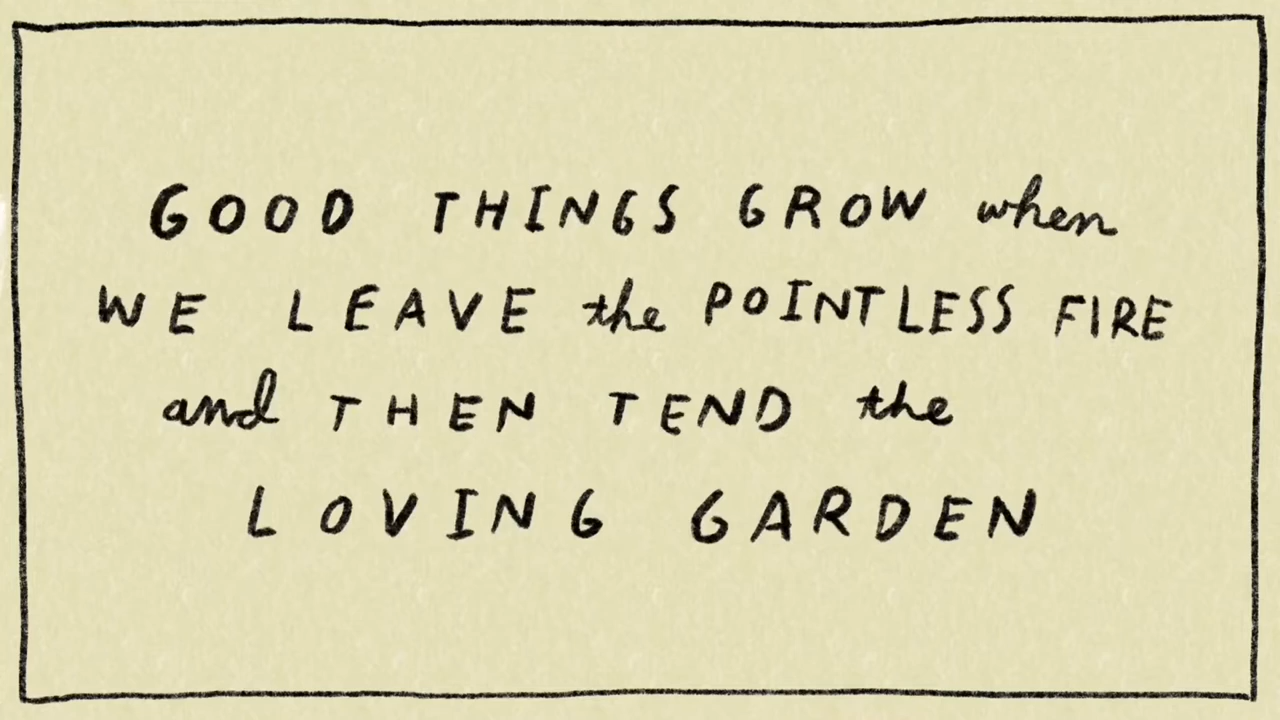 GOOD THINGS GROW when
WE LEAVE the POINTLESS FIRE
and THEN TEND the
LOVING GARDEN